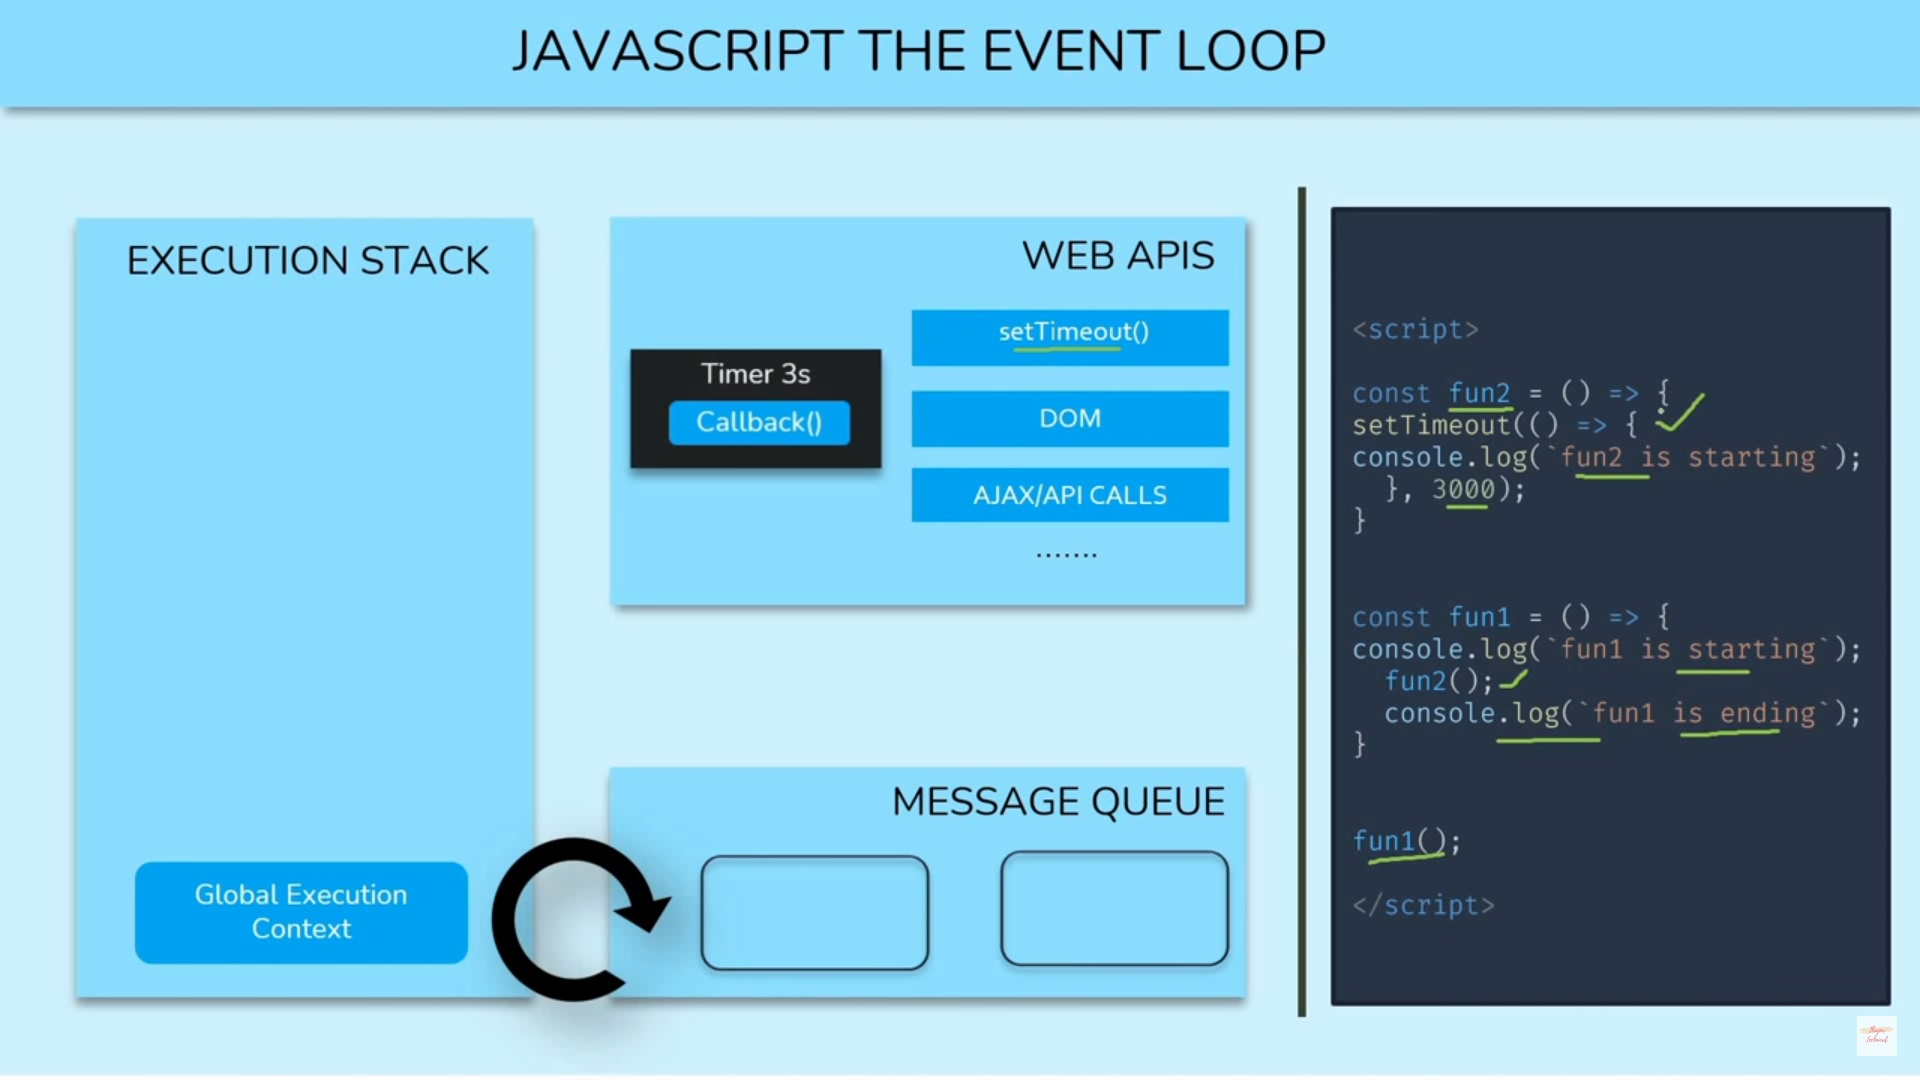 JAVASCRIPT THE EVENT LOOP
EXECUTION STACK
Global Execution
Context
WEB APIS
Timer 3s
Callback()
setTimeout()
DOM
AJAX/API CALLS
.......
MESSAGE QUEUE
<script>
const fun2 = () => {
setTimeout(() => {
console.log(`fun2 is starting`);
}, 3000);
}
const fun1 = () => {
console.log(`fun1 is starting`);
fun2();
console.log(`fun1 is ending`);
}
fun1();
</script>